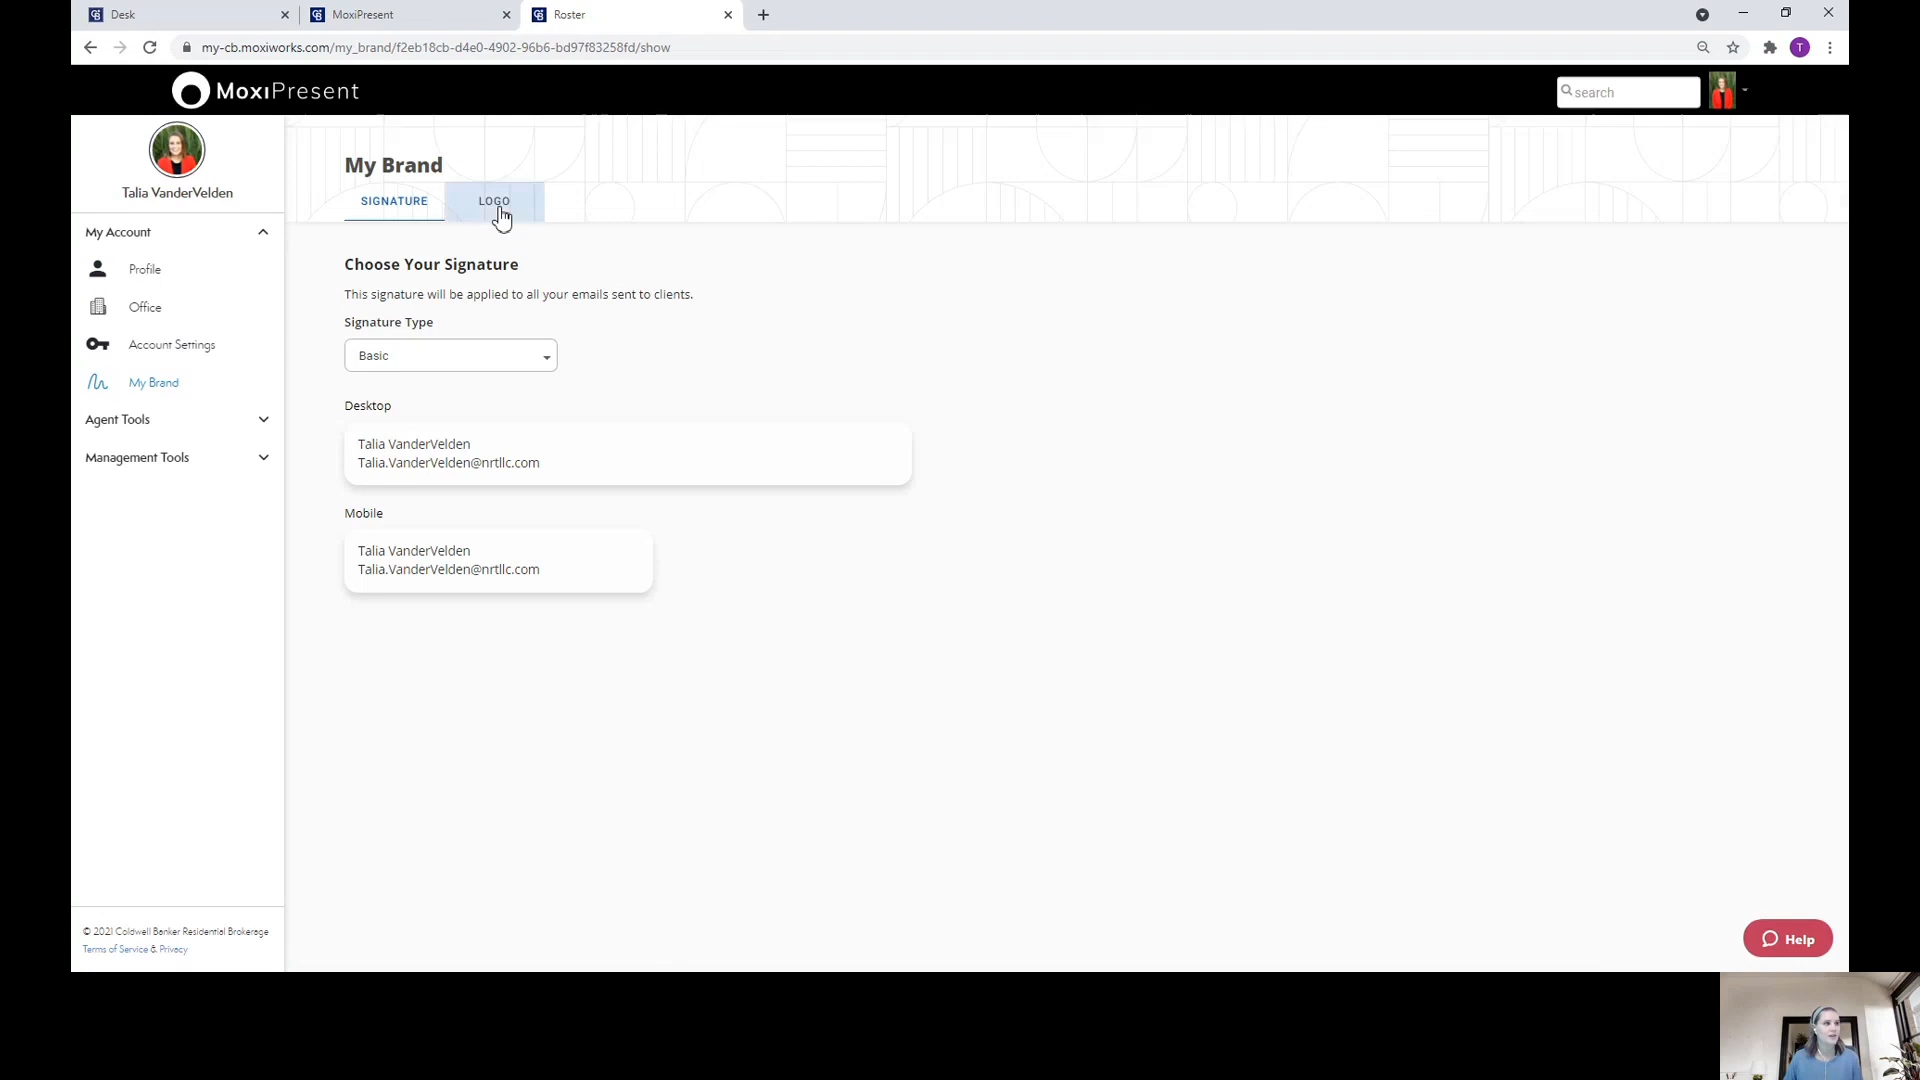 Desk
MoxiPresent
Roster
my-cb.moxiworks.com/my_brand/f2eb18cb-d4e0-4902-96b6-bd97f83258fd/show
T
MoxiPresent
search
Talia VanderVelden
My Account
Profile
Office
Account Settings
My Brand
Agent Tools
Management Tools
My Brand
SIGNATURE
LOGO
Choose Your Signature
This signature will be applied to all your emails sent to clients.
Signature Type
Basic
Desktop
Talia VanderVelden
Talia.VanderVelden@nrtllc.com
Mobile
Talia VanderVelden
Talia.VanderVelden@nrtllc.com
© 2021 Coldwell Banker Residential Brokerage
Terms of Service & Privacy
Help